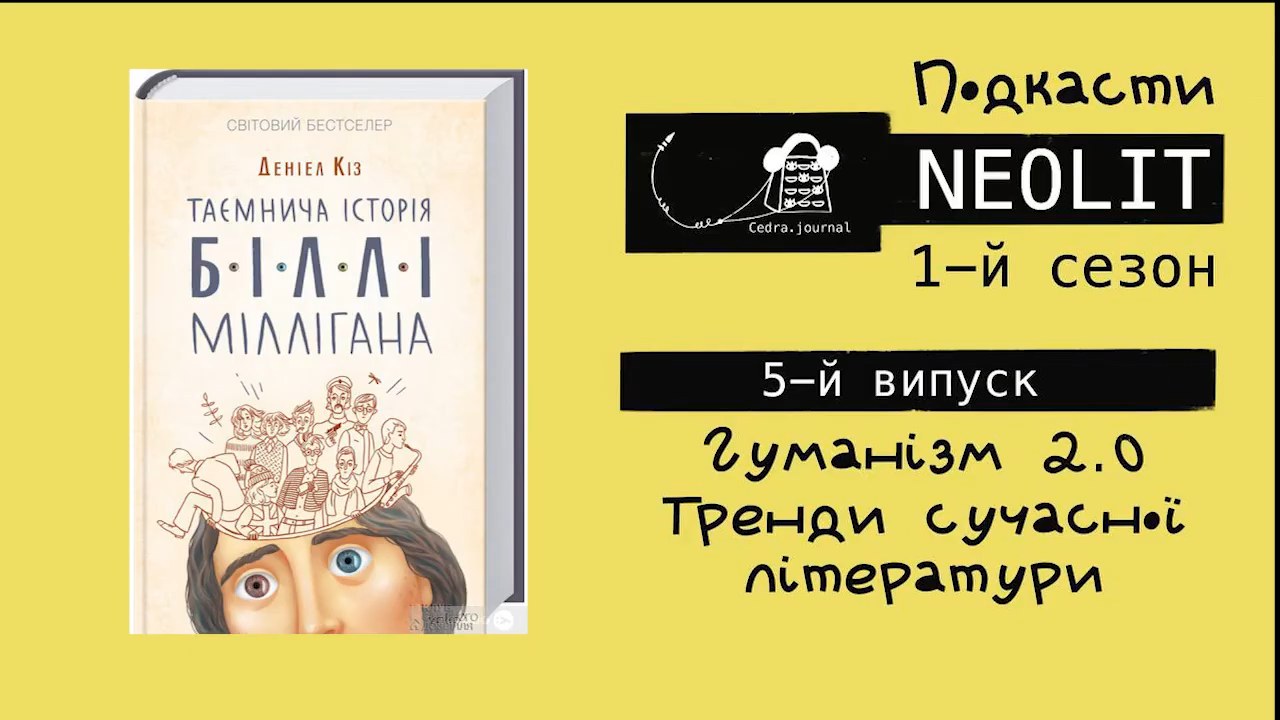 СВІТОВИЙ БЕСТСЕЛЕР
ДЕНІЕЛ КІЗ
ТАЄМНИЧА ІСТОРІЯ
Б·І·Л·Л·І
МІЛЛІГАНА
Подкасти
NEOLIT
Cedra.journal
1–й сезон
5–й випуск
Гуманізм 2.0
Тренди сучасної
літератури